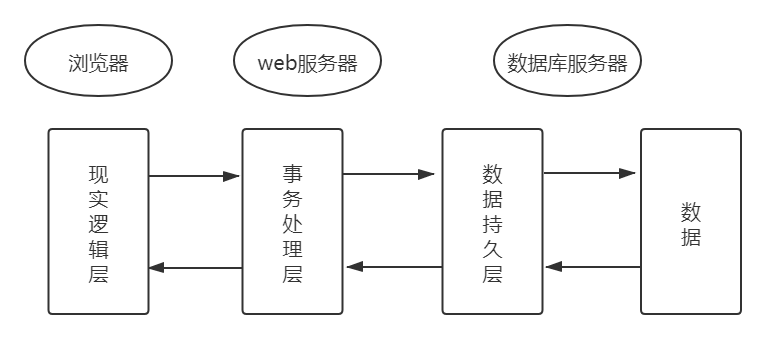 浏览器
web服务器
数据库服务器
现实逻辑层
事务处理层
数据持久层
数据